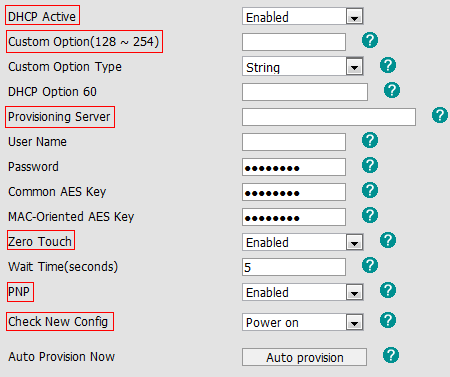 DHCP Active Enabled
Custom Option(128 ~ 254) ?
Custom Option Type String ?
DHCP Option 60
Provisioning Server ?
User Name ?
Password •••••••• ?
Common AES Key •••••••• ?
MAC-Oriented AES Key •••••••• ?
Zero Touch Enabled ?
Wait Time(seconds) 5
PNP Enabled ?
Check New Config Power on ?
Auto Provision Now Auto provision ?